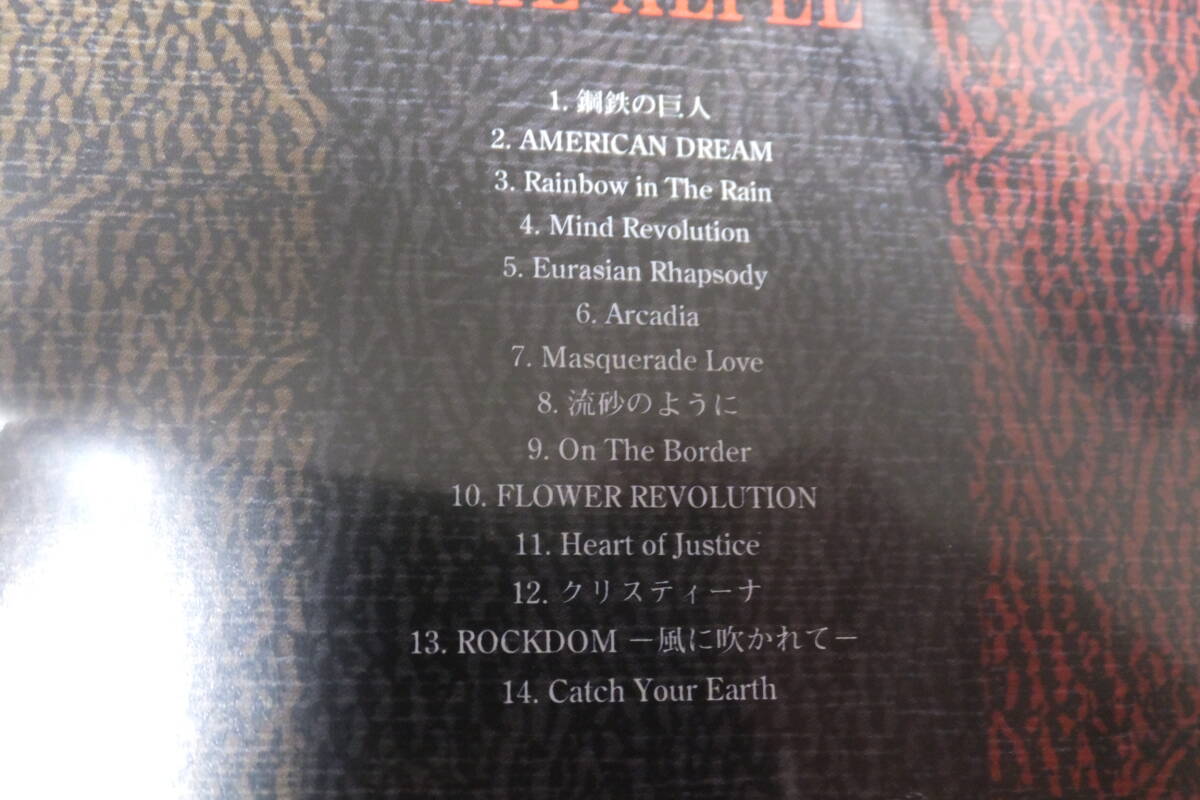 THE ALFEE
1. 鋼鉄の巨人
2. AMERICAN DREAM
3. Rainbow in The Rain
4. Mind Revolution
5. Eurasian Rhapsody
6. Arcadia
7. Masquerade Love
8. 流砂のように
9. On The Border
10. FLOWER REVOLUTION
11. Heart of Justice
12. クリスティーナ
13. ROCKDOM －風に吹かれて－
14. Catch Your Earth